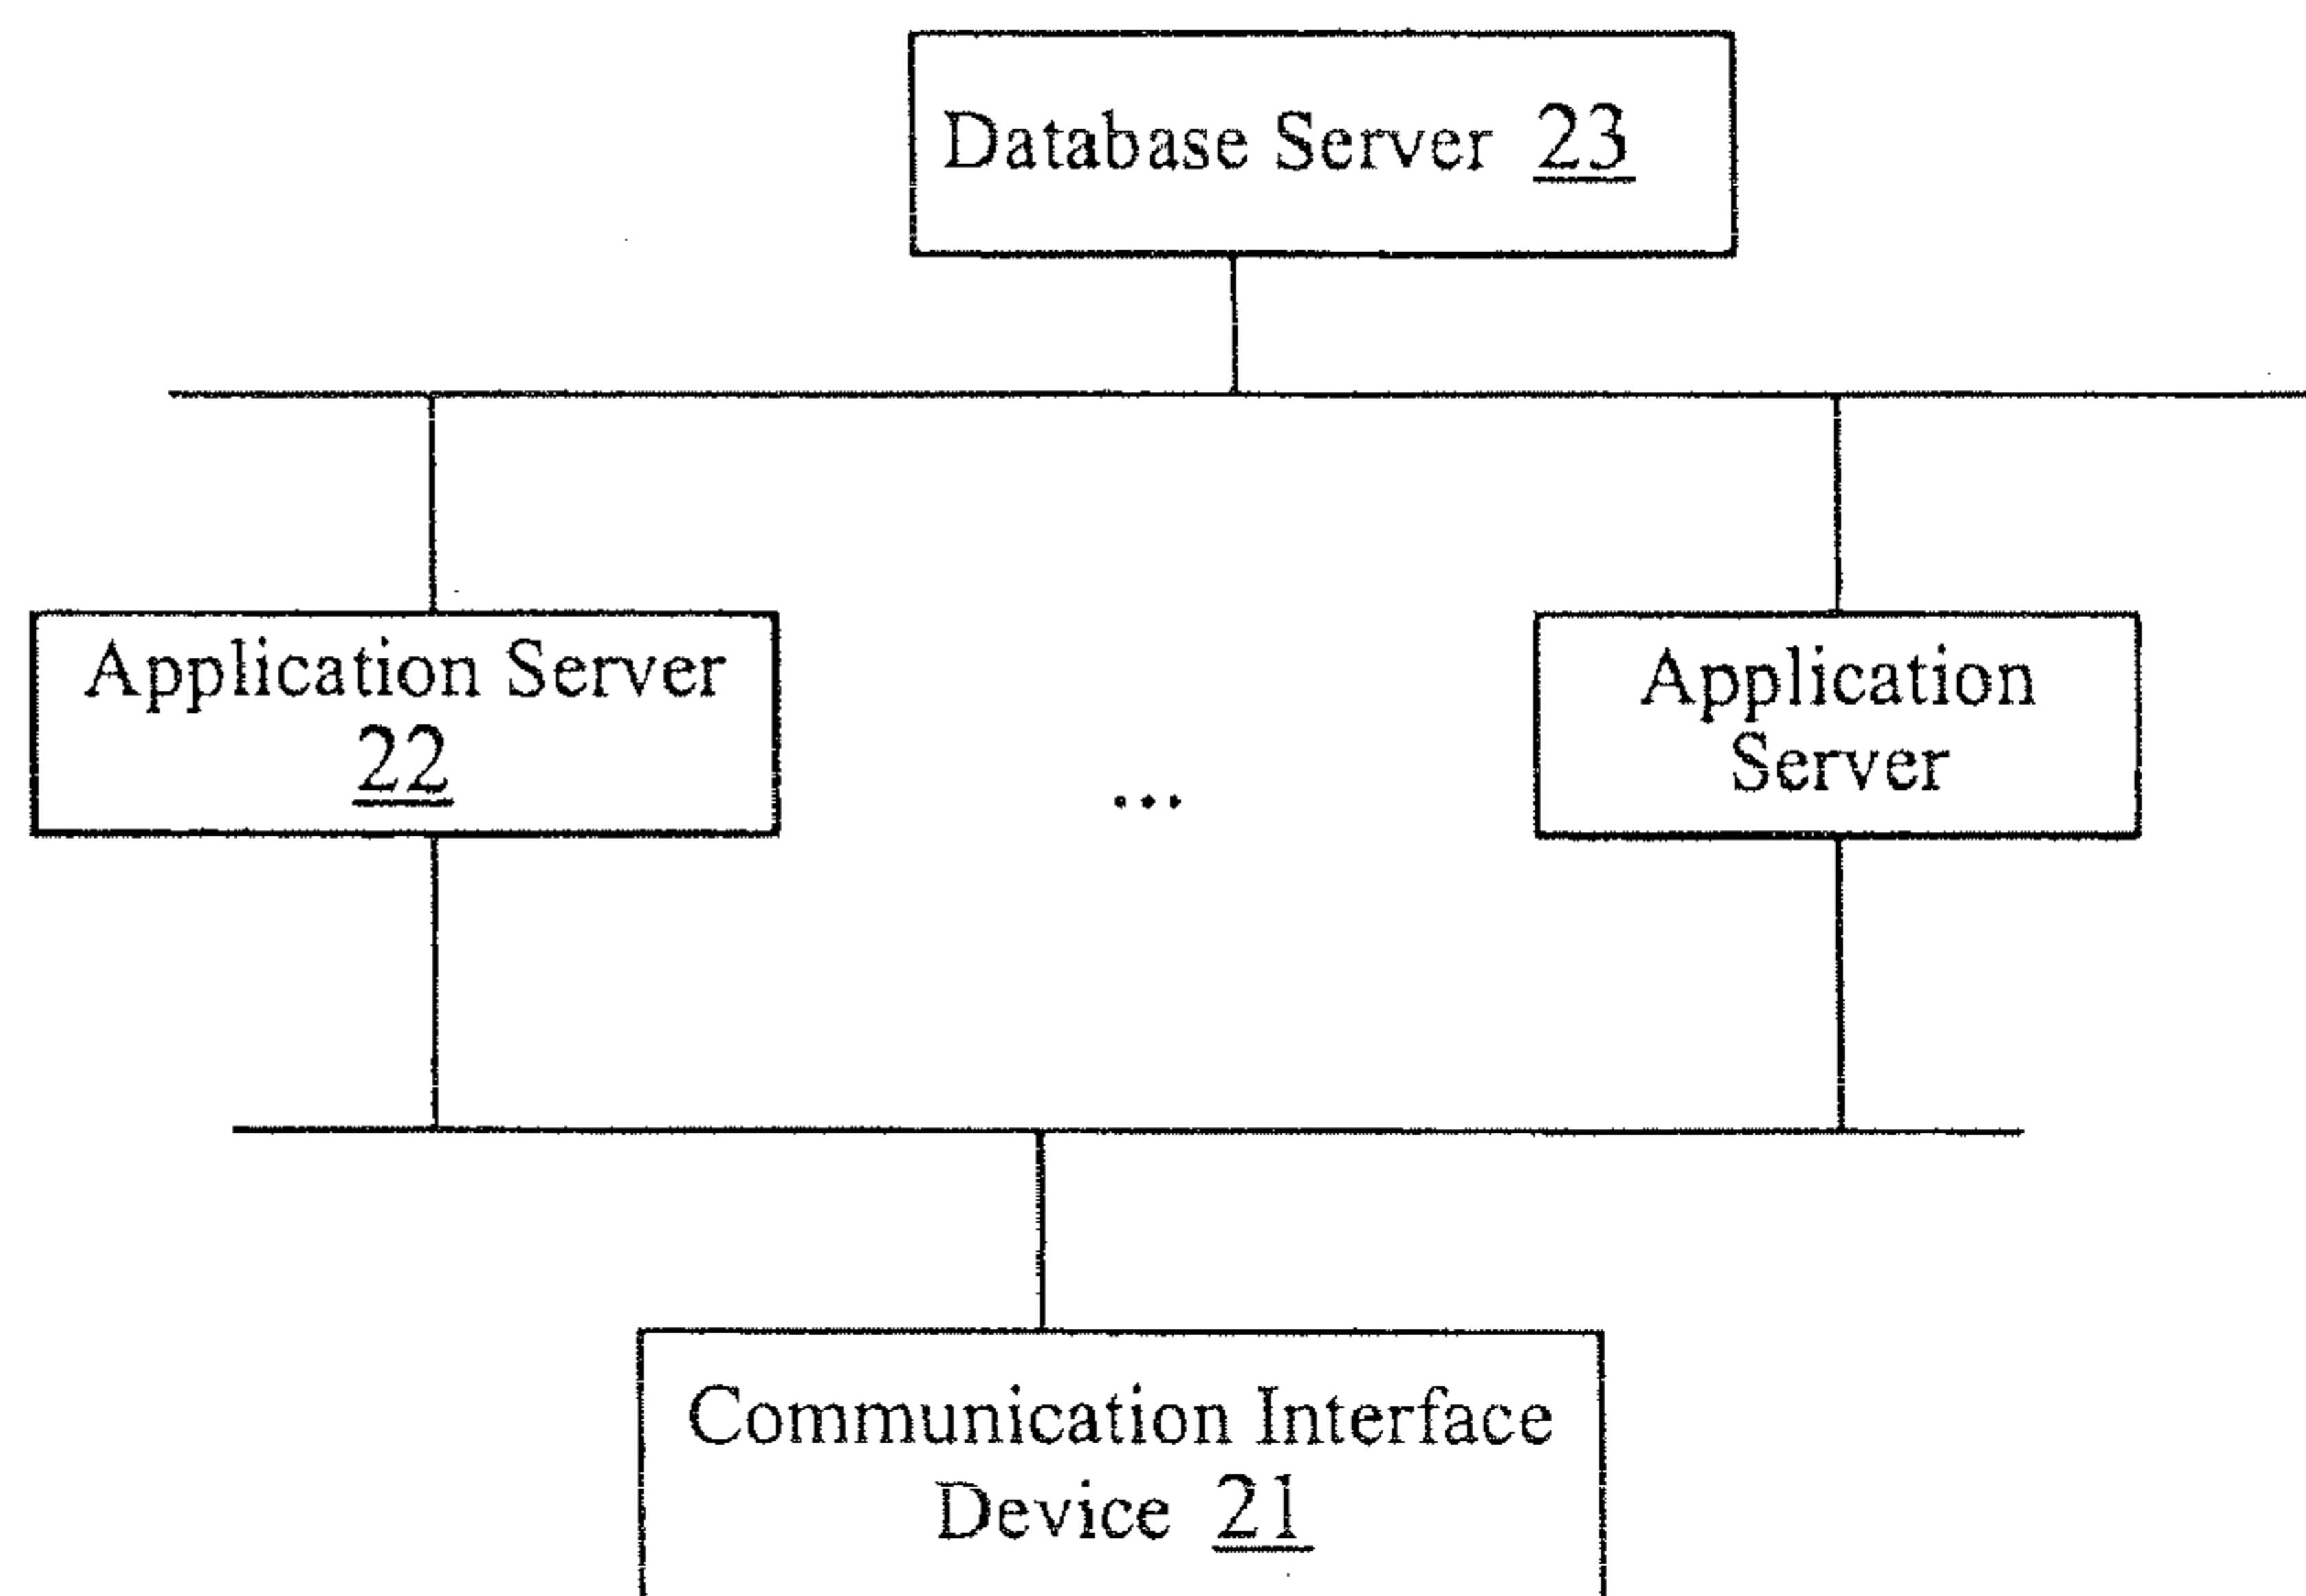 Database Server 23
Application Server
22
Application
Server
...
Communication Interface
Device 21